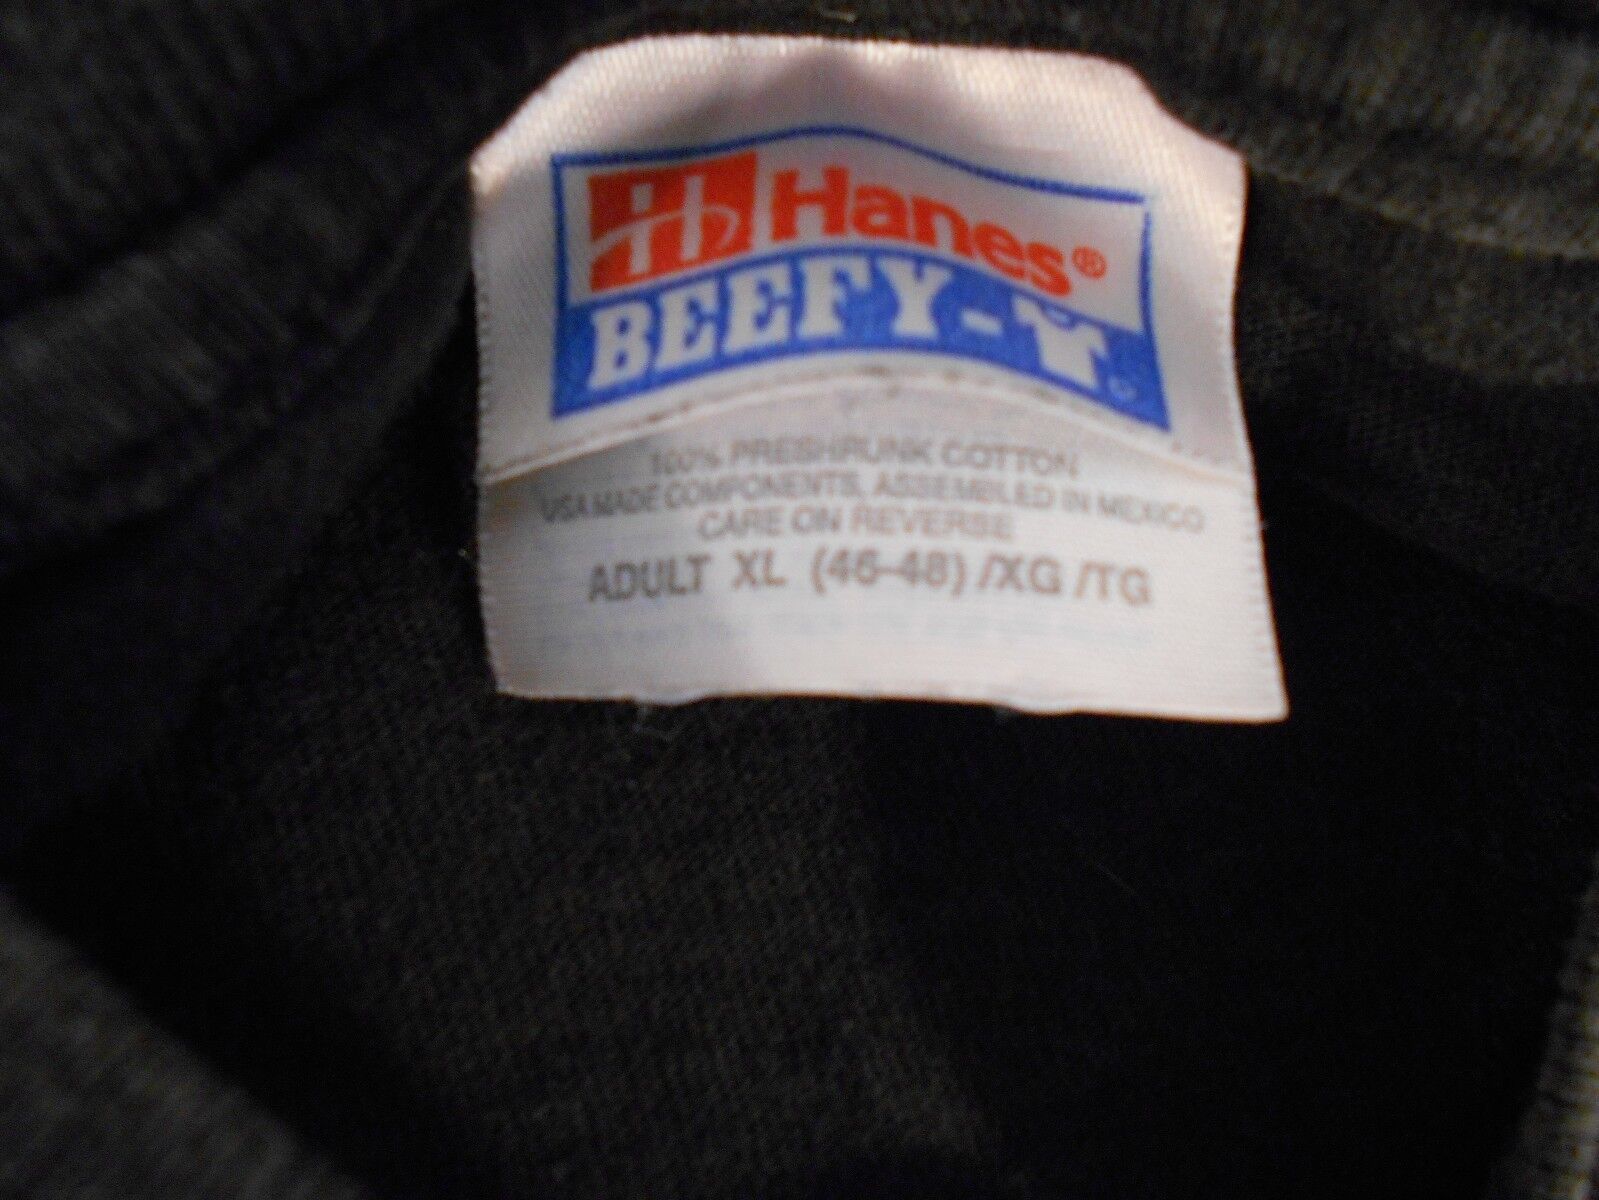 Hanes®
BEEFY-T
100% PRESHRUNK COTTON
USA MADE COMPONENTS, ASSEMBLED IN MEXICO
CARE ON REVERSE
ADULT XL (46-48) /XG /TG